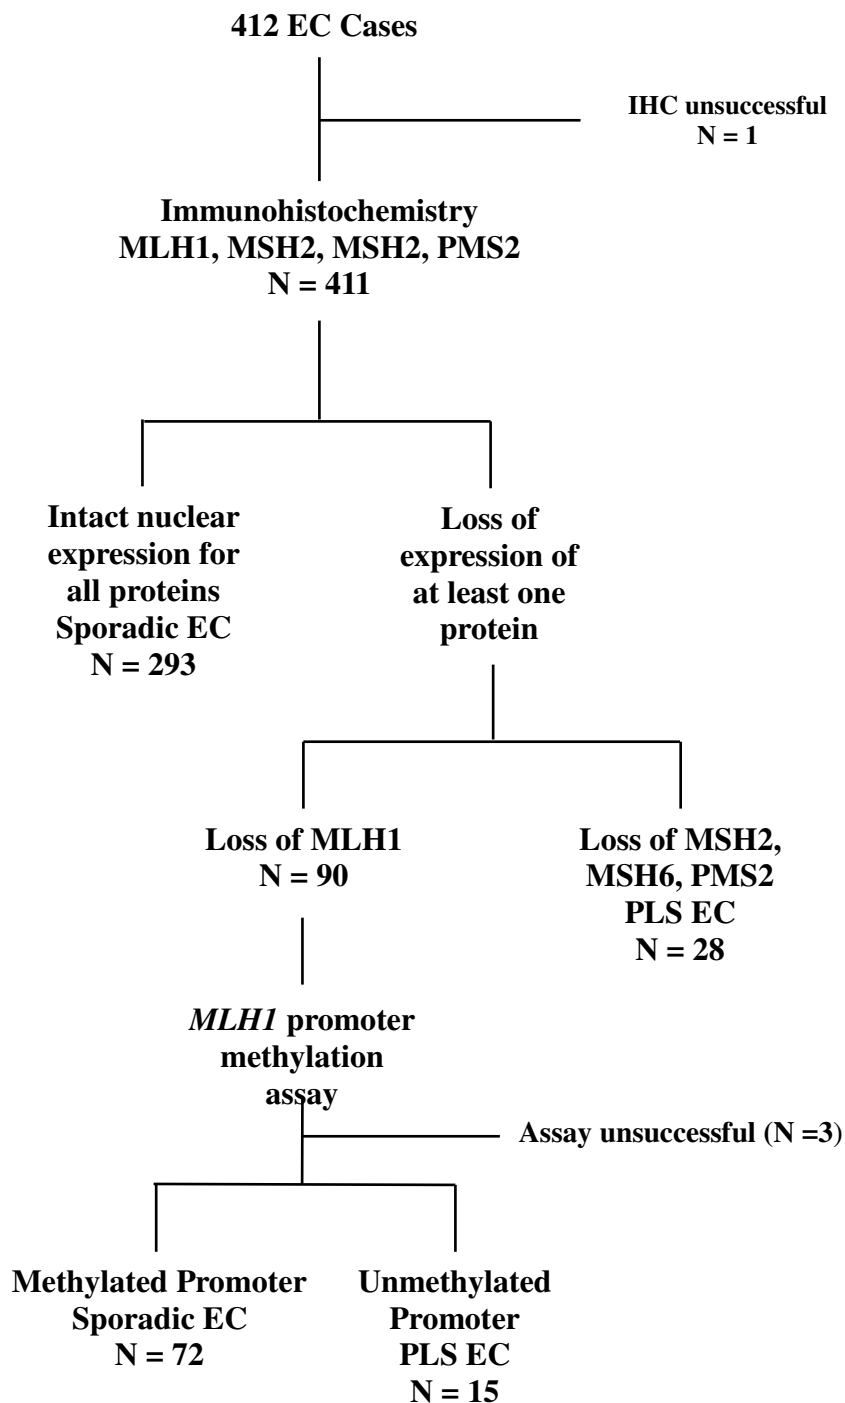 412 EC Cases
IHC unsuccessful
N = 1
Immunohistochemistry
MLH1, MSH2, MSH2, PMS2
N = 411
Intact nuclear
expression for
all proteins
Sporadic EC
N = 293
Loss of
expression of
at least one
protein
Loss of MLH1
N = 90
Loss of MSH2,
MSH6, PMS2
PLS EC
N = 28
MLH1 promoter
methylation
assay
Assay unsuccessful (N =3)
Methylated Promoter
Sporadic EC
N = 72
Unmethylated
Promoter
PLS EC
N = 15